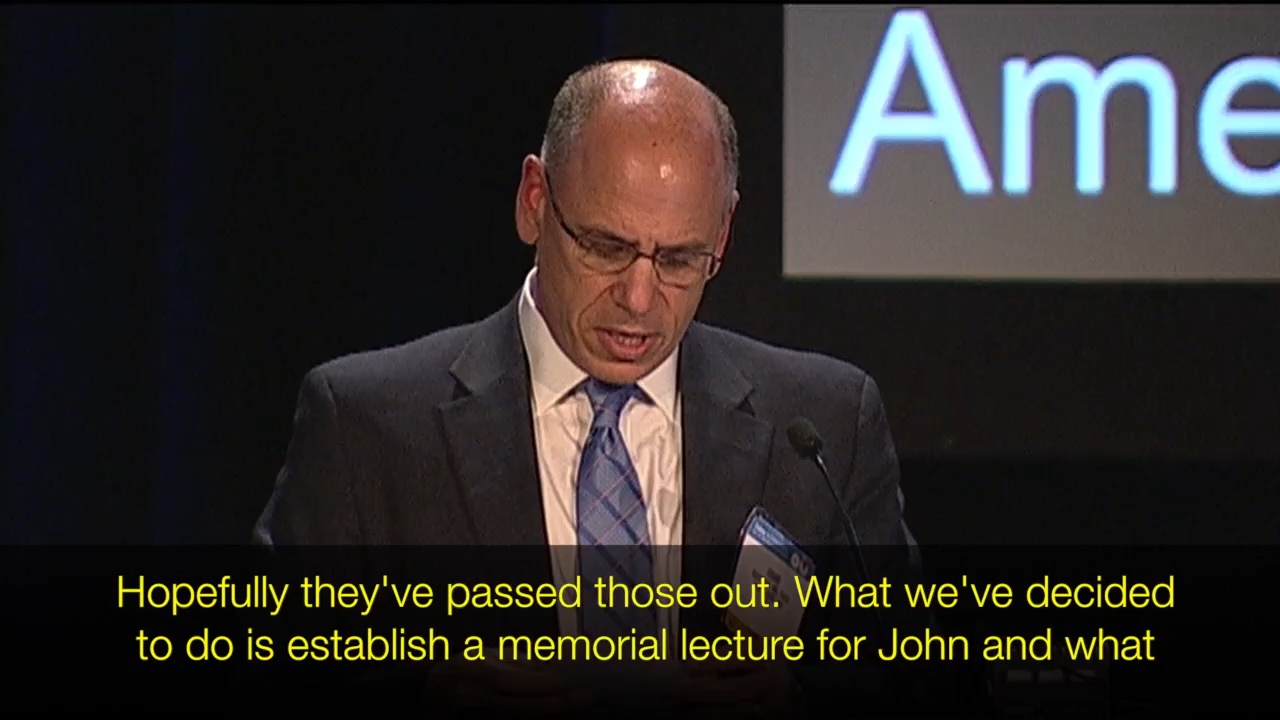 Ame
Hopefully they've passed those out. What we've decided
to do is establish a memorial lecture for John and what